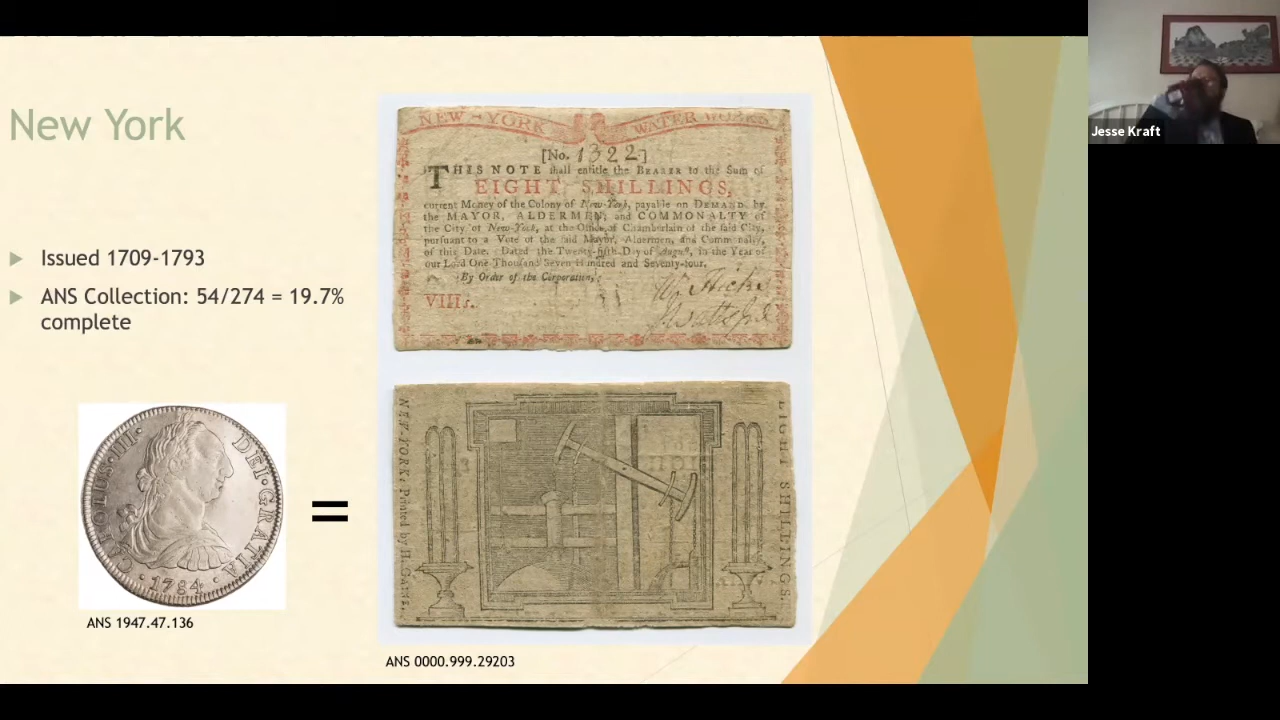 New York
Issued 1709-1793
ANS Collection: 54/274 = 19.7%
complete
NEW-YORK WATER WORKS
[No. 1322]
THIS NOTE shall entitle the BEARER to the Sum of
EIGHT SHILLINGS,
current Money of the Colony of New-York, payable on DEMAND, by
the MAYOR, ALDERMEN, and COMMONALTY of
the City of New-York, at the Office of Chamberlain of the said City,
pursuant to a Vote of the said Mayor, Aldermen, and Commonalty,
of this Date. Dated the Twenty-fifth Day of August, in the Year of
our Lord One Thousand Seven Hundred and Seventy-four.
By Order of the Corporation,
VIIIs.
W. Hicks
CAROLUS·III·DEI·GRATIA
·1784·
=
NEW-YORK: Printed by H. GAINE.
EIGHT SHILLINGS.
ANS 1947.47.136
ANS 0000.999.29203
Jesse Kraft